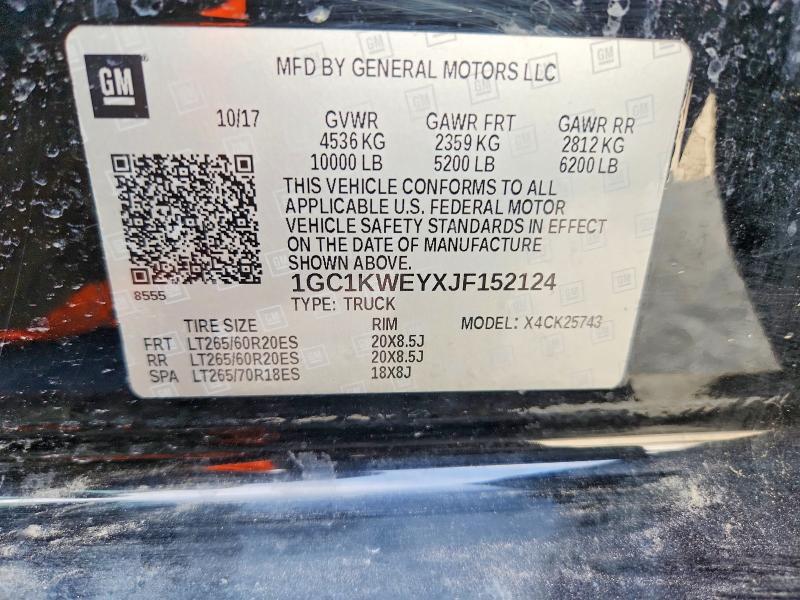 GM
MFD BY GENERAL MOTORS LLC
10/17 GVWR GAWR FRT GAWR RR
4536 KG 2359 KG 2812 KG
10000 LB 5200 LB 6200 LB
THIS VEHICLE CONFORMS TO ALL
APPLICABLE U.S. FEDERAL MOTOR
VEHICLE SAFETY STANDARDS IN EFFECT
ON THE DATE OF MANUFACTURE
SHOWN ABOVE.
8555
1GC1KWEYXJF152124
TYPE: TRUCK
TIRE SIZE RIM MODEL: X4CK25743
FRT LT265/60R20ES 20X8.5J
RR LT265/60R20ES 20X8.5J
SPA LT265/70R18ES 18X8J